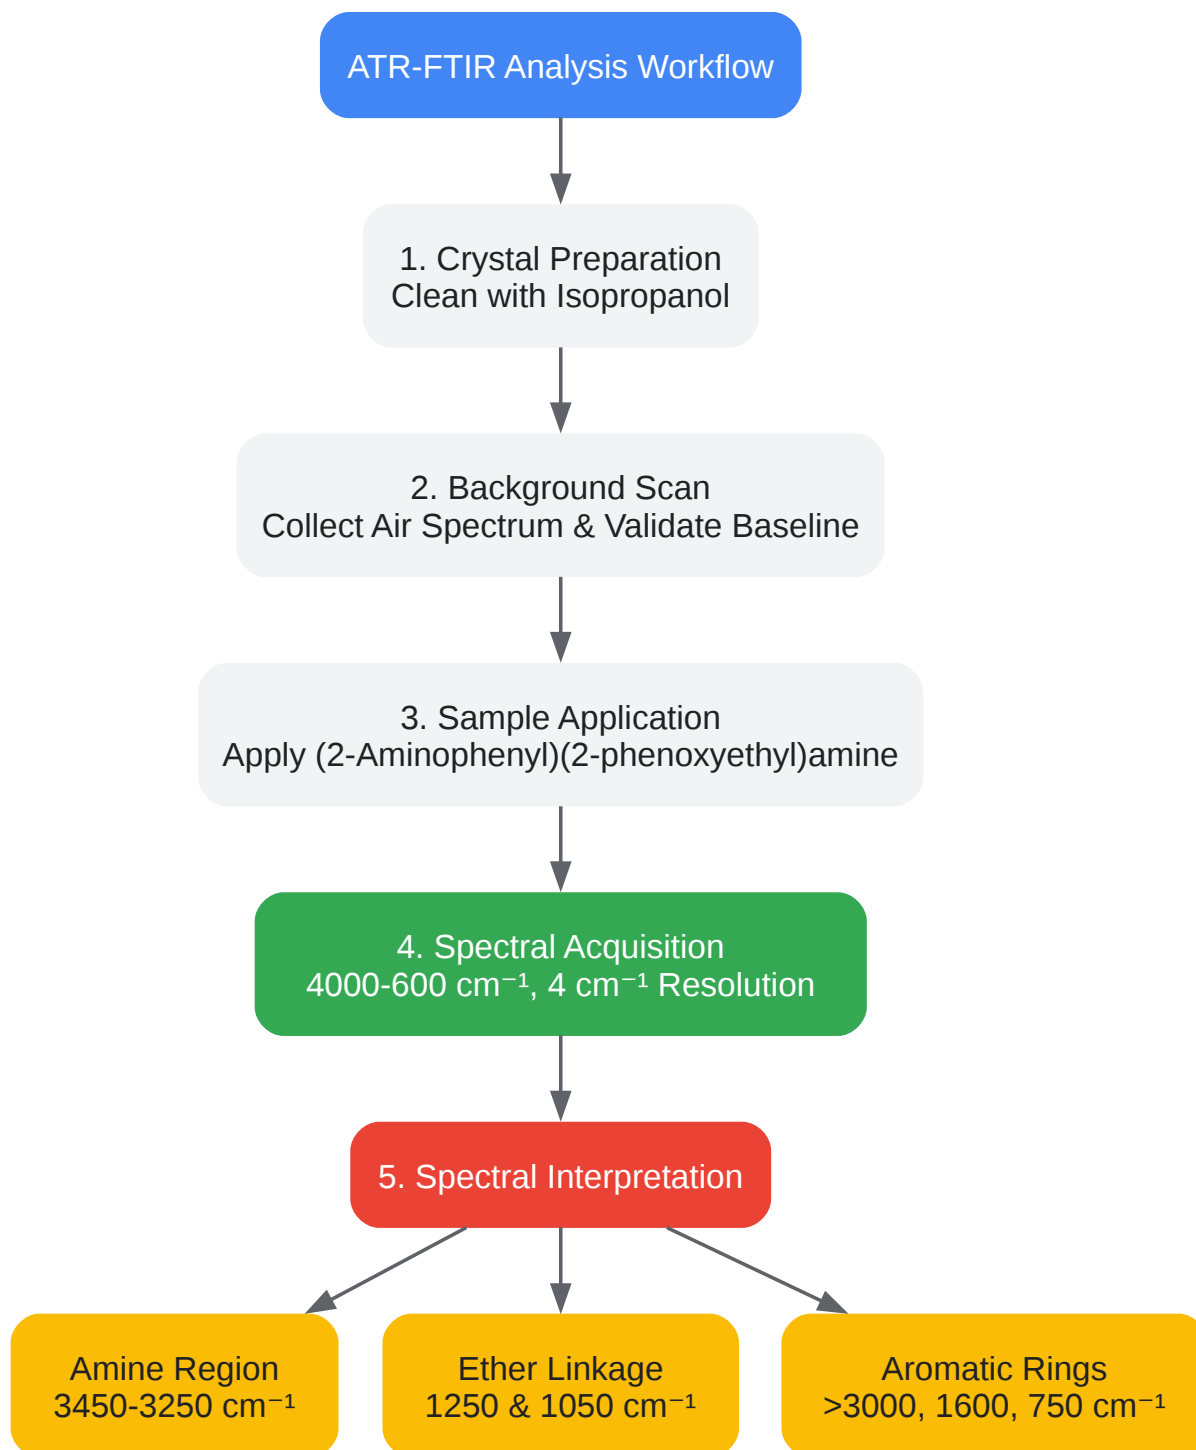 ATR-FTIR Analysis Workflow
1. Crystal Preparation
Clean with Isopropanol
2. Background Scan
Collect Air Spectrum & Validate Baseline
3. Sample Application
Apply (2-Aminophenyl)(2-phenoxyethyl)amine
4. Spectral Acquisition
4000-600 cm⁻¹, 4 cm⁻¹ Resolution
5. Spectral Interpretation
Amine Region
3450-3250 cm⁻¹
Ether Linkage
1250 & 1050 cm⁻¹
Aromatic Rings
>3000, 1600, 750 cm⁻¹